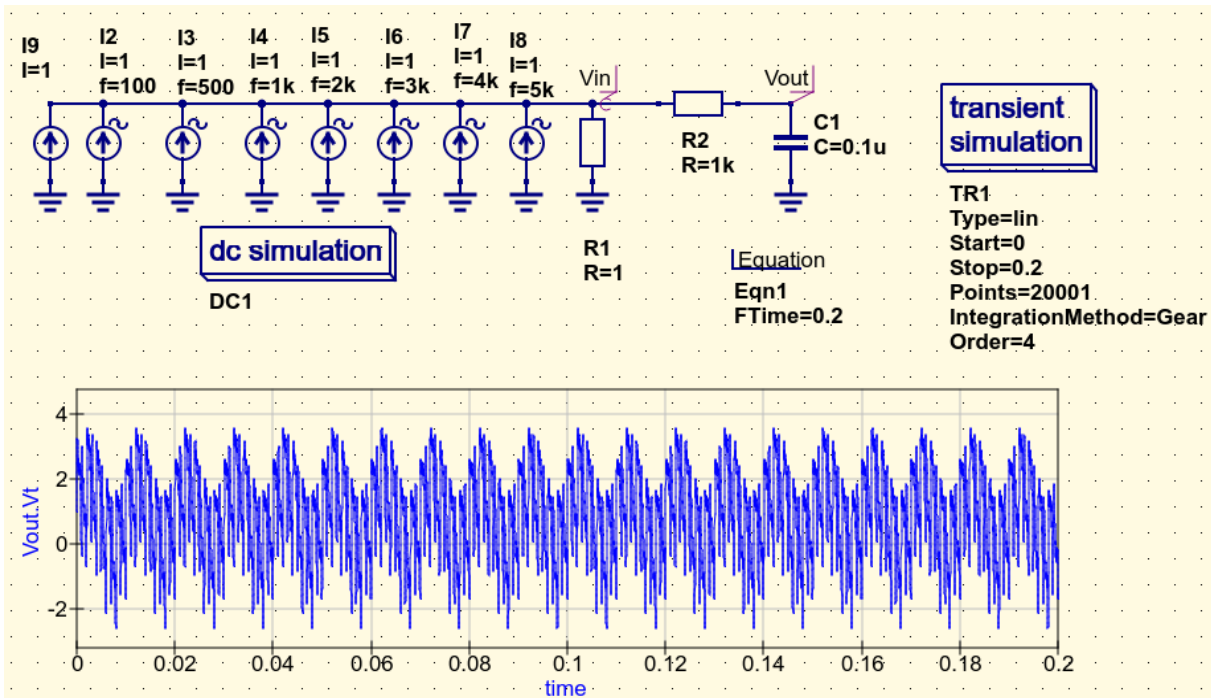 I9
I=1
I2
I=1
f=100
I3
I=1
f=500
I4
I=1
f=1k
I5
I=1
f=2k
I6
I=1
f=3k
I7
I=1
f=4k
I8
I=1
f=5k
Vin
R2
R=1k
Vout
C1
C=0.1u
transient
simulation
TR1
Type=lin
Start=0
Stop=0.2
Points=20001
IntegrationMethod=Gear
Order=4
dc simulation
DC1
R1
R=1
Equation
Eqn1
FTime=0.2
Vout.Vt
4
2
0
-2
0 0.02 0.04 0.06 0.08 0.1 0.12 0.14 0.16 0.18 0.2
time